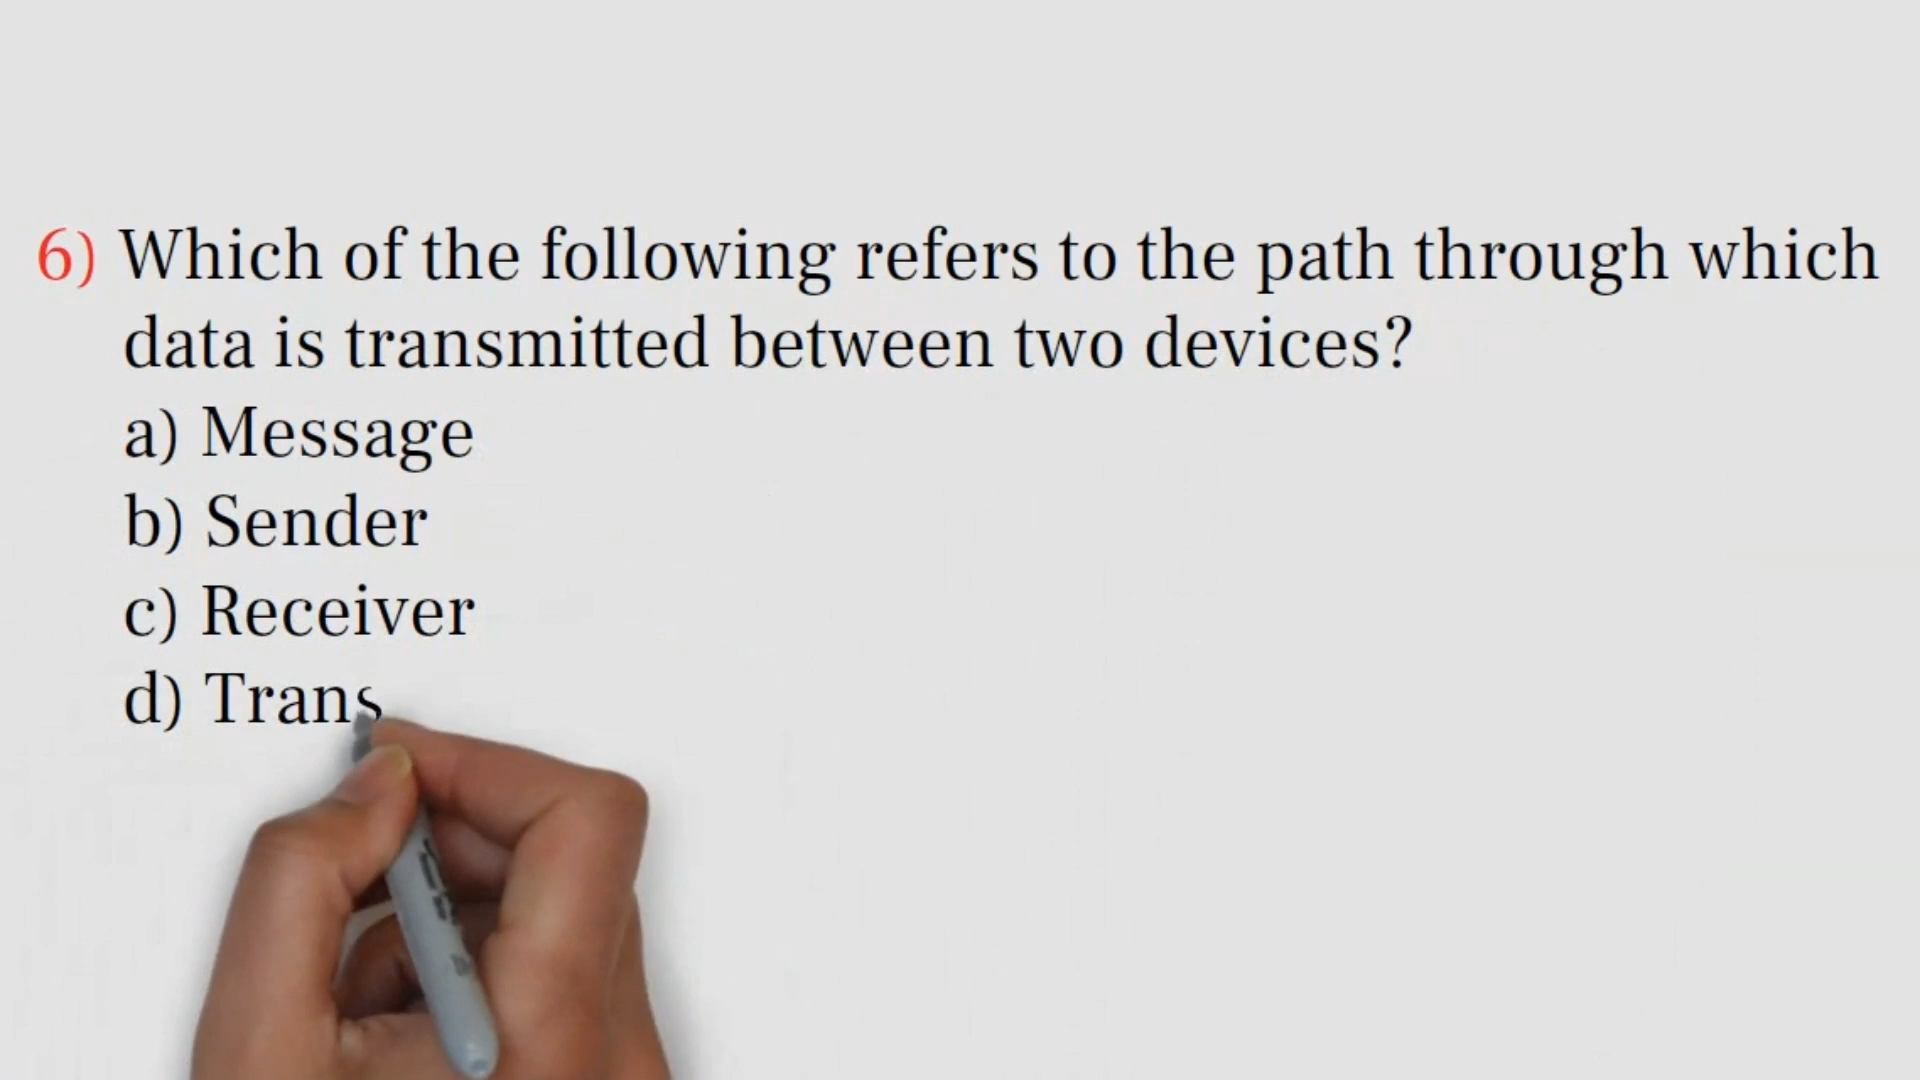 6) Which of the following refers to the path through which
data is transmitted between two devices?
a) Message
b) Sender
c) Receiver
d) Trans